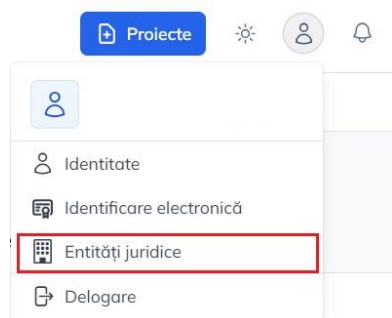 Proiecte
Identitate
Identificare electronică
Entități juridice
Delogare